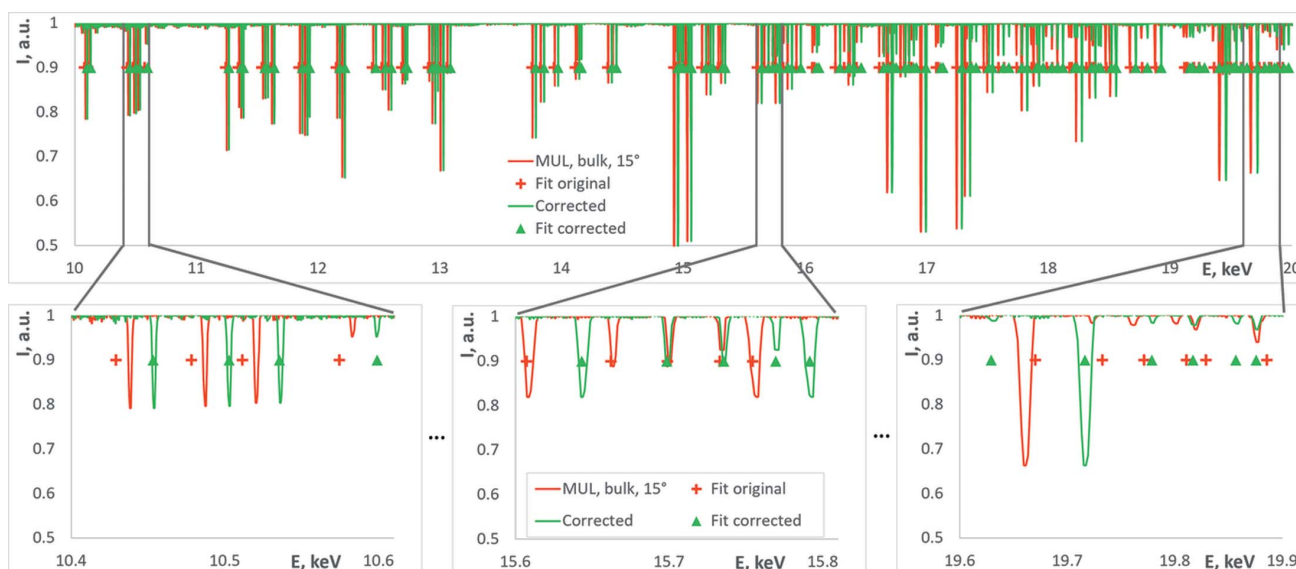 I, a.u.
1
0.9
0.8
0.7
0.6
0.5
MUL, bulk, 15°
Fit original
Corrected
Fit corrected
10 11 12 13 14 15 16 17 18 19 E, keV 20
I, a.u.
1
0.9
0.8
0.7
0.6
0.5
10.4 10.5 E, keV 10.6
...
I, a.u.
1
0.9
0.8
0.7
0.6
0.5
MUL, bulk, 15° Fit original
Corrected Fit corrected
15.6 15.7 E, keV 15.8
...
I, a.u.
1
0.9
0.8
0.7
0.6
0.5
19.6 19.7 19.8 E, keV 19.9